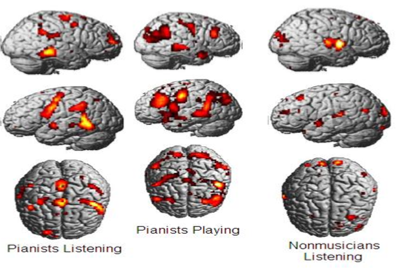 Pianists Listening
Pianists Playing
Nonmusicians
Listening